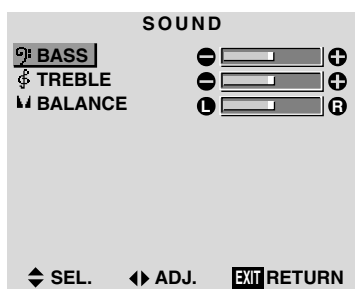 SOUND
BASS
TREBLE
BALANCE L R
SEL. ADJ. EXIT RETURN